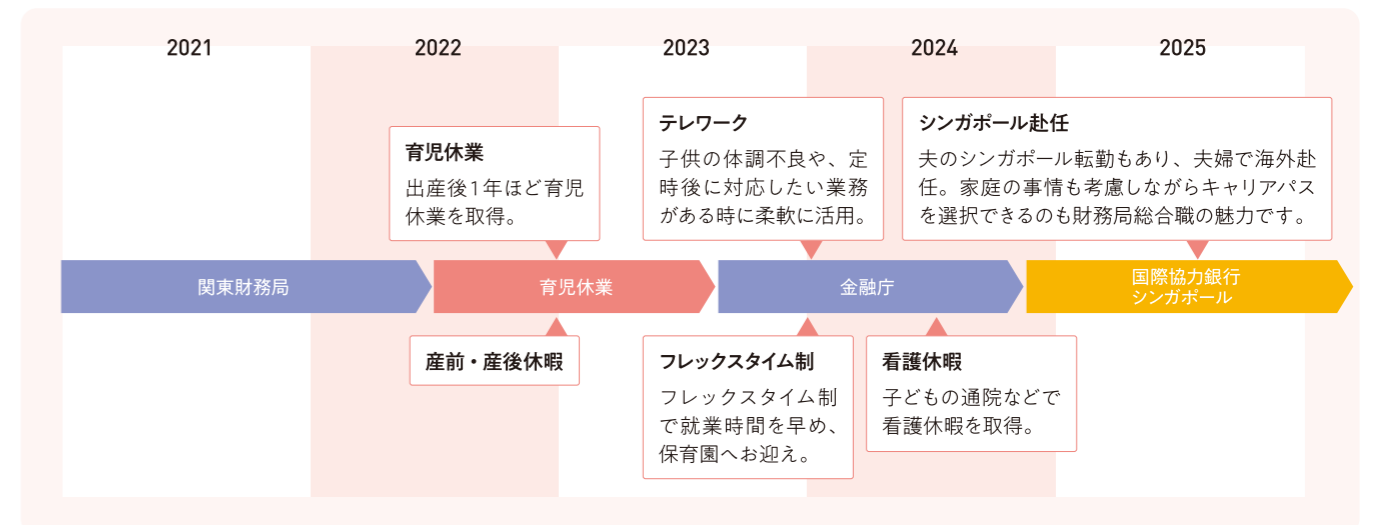 2021
2022
2023
2024
2025
育児休業
出産後1年ほど育児
休業を取得。
テレワーク
子供の体調不良や、定
時後に対応したい業務
がある時に柔軟に活用。
シンガポール赴任
夫のシンガポール転勤もあり、夫婦で海外赴
任。家庭の事情も考慮しながらキャリアパス
を選択できるのも財務局総合職の魅力です。
関東財務局
育児休業
金融庁
国際協力銀行
シンガポール
産前・産後休暇
フレックスタイム制
フレックスタイム制
で就業時間を早め、
保育園へお迎え。
看護休暇
子どもの通院などで
看護休暇を取得。